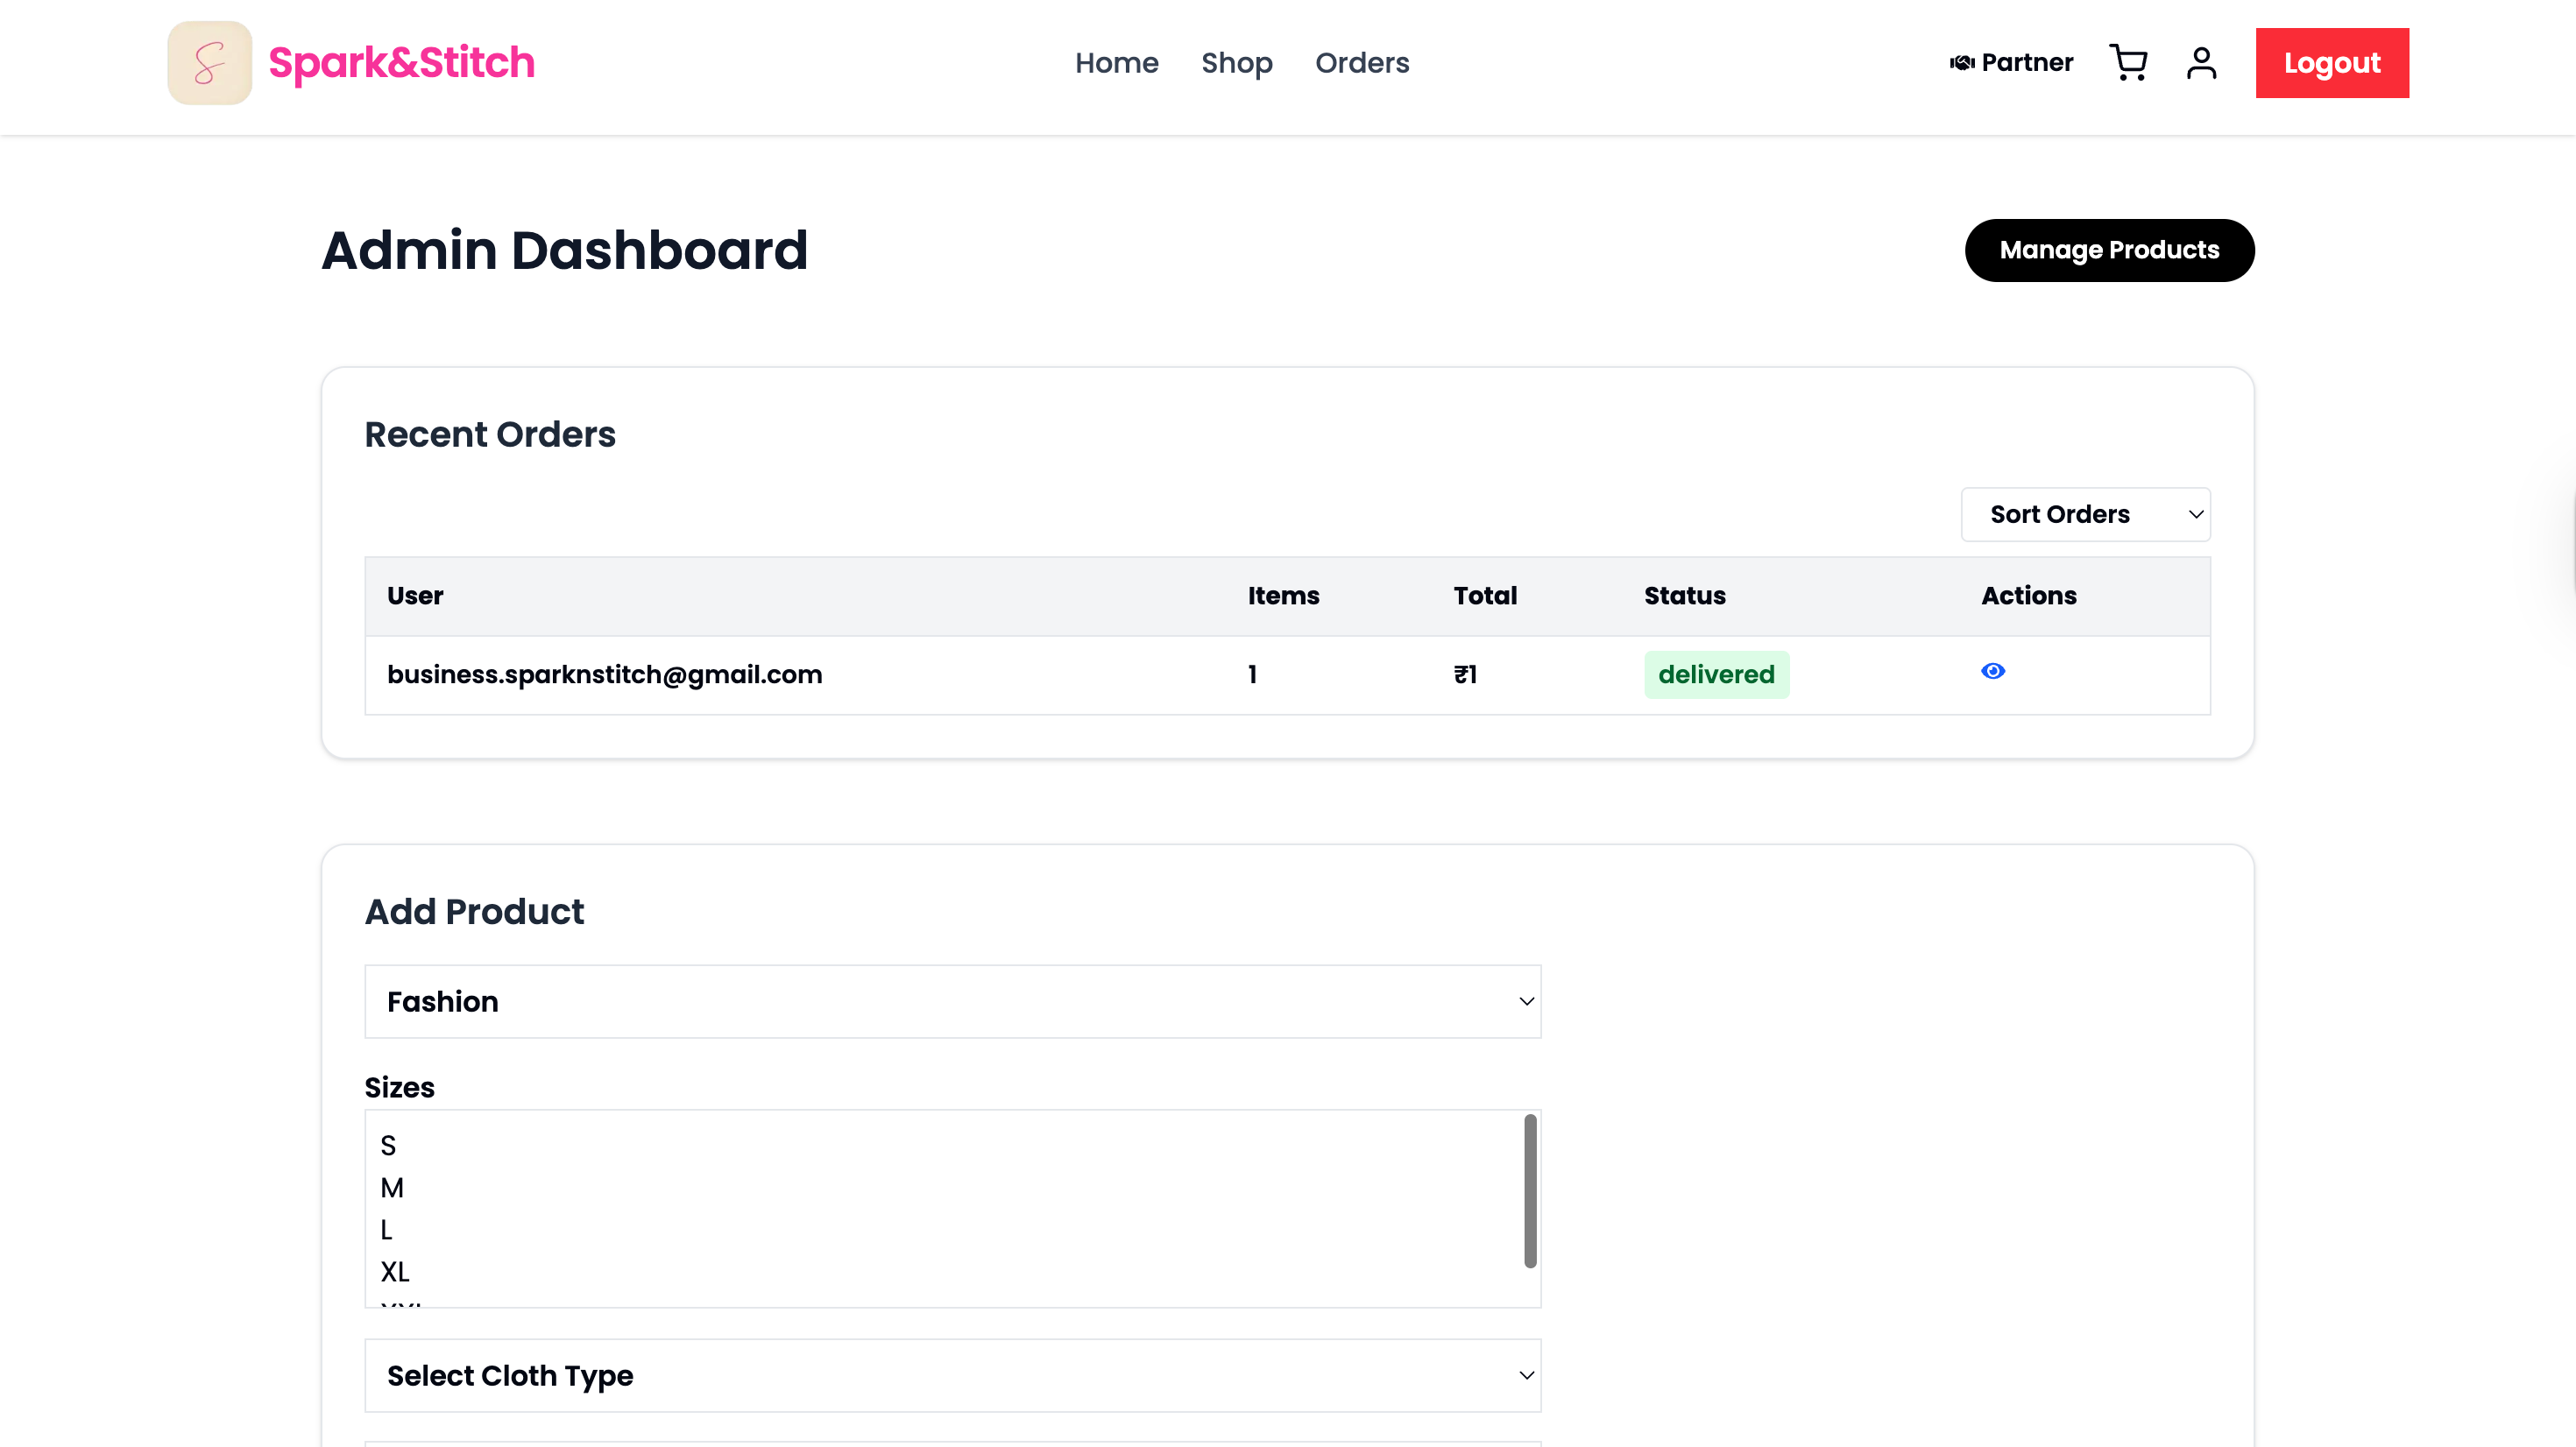 Spark&Stitch
Home Shop Orders
Partner
Logout
Admin Dashboard
Manage Products
Recent Orders
Sort Orders
User Items Total Status Actions
business.sparknstitch@gmail.com 1 ₹1 delivered
Add Product
Fashion
Sizes
S
M
L
XL
Select Cloth Type